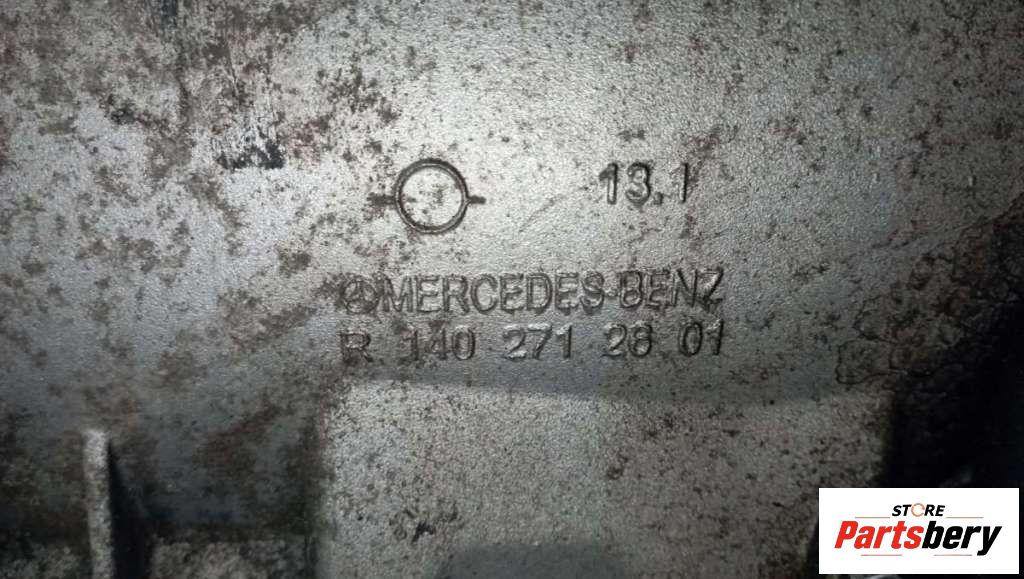 13.1
MERCEDES-BENZ
R 140 271 28 01
STORE
Partsbery